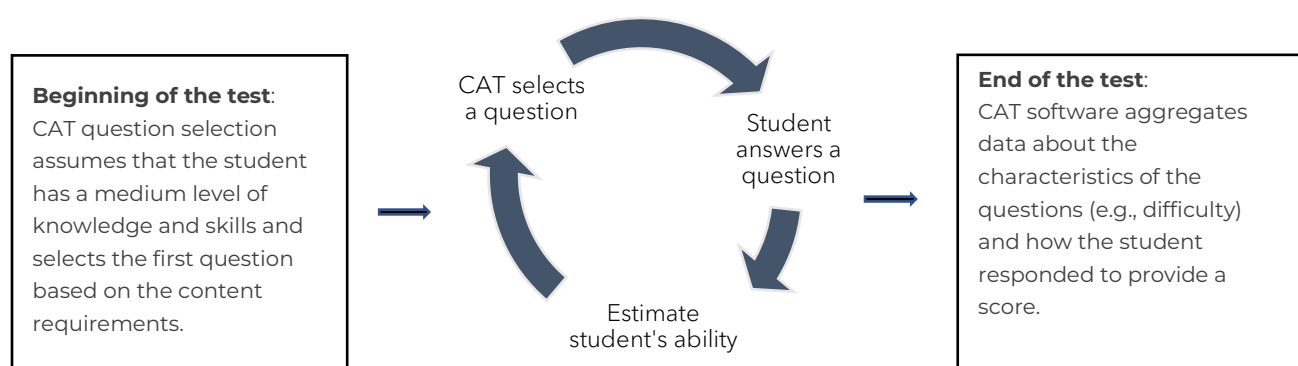 Beginning of the test:
CAT question selection
assumes that the student
has a medium level of
knowledge and skills and
selects the first question
based on the content
requirements.
CAT selects
a question
Student
answers a
question
Estimate
student's ability
End of the test:
CAT software aggregates
data about the
characteristics of the
questions (e.g., difficulty)
and how the student
responded to provide a
score.